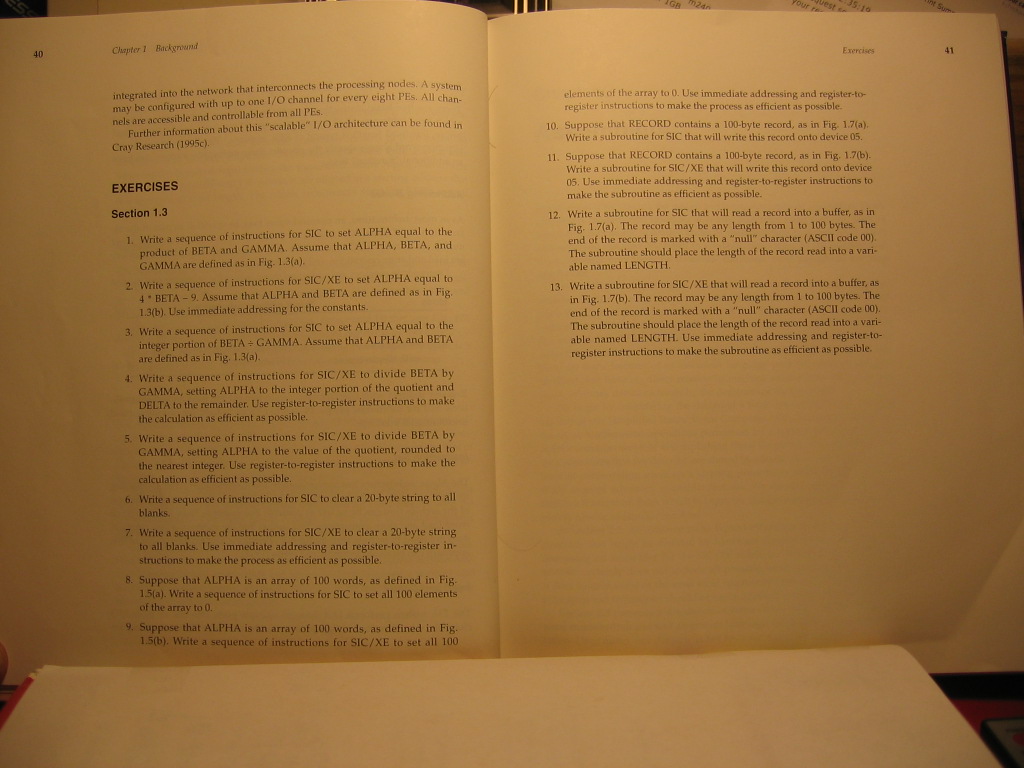 40
Chapter 1 Background
integrated into the network that interconnects the processing nodes. A system
may be configured with up to one I/O channel for every eight PEs. All chan-
nels are accessible and controllable from all PEs.
Further information about this "scalable" I/O architecture can be found in
Cray Research (1995c).
EXERCISES
Section 1.3
1. Write a sequence of instructions for SIC to set ALPHA equal to the
product of BETA and GAMMA. Assume that ALPHA, BETA, and
GAMMA are defined as in Fig. 1.3(a).
2. Write a sequence of instructions for SIC/XE to set ALPHA equal to
4 * BETA – 9. Assume that ALPHA and BETA are defined as in Fig.
1.3(b). Use immediate addressing for the constants.
3. Write a sequence of instructions for SIC to set ALPHA equal to the
integer portion of BETA ÷ GAMMA. Assume that ALPHA and BETA
are defined as in Fig. 1.3(a).
4. Write a sequence of instructions for SIC/XE to divide BETA by
GAMMA, setting ALPHA to the integer portion of the quotient and
DELTA to the remainder. Use register-to-register instructions to make
the calculation as efficient as possible.
5. Write a sequence of instructions for SIC/XE to divide BETA by
GAMMA, setting ALPHA to the value of the quotient, rounded to
the nearest integer. Use register-to-register instructions to make the
calculation as efficient as possible.
6. Write a sequence of instructions for SIC to clear a 20-byte string to all
blanks.
7. Write a sequence of instructions for SIC/XE to clear a 20-byte string
to all blanks. Use immediate addressing and register-to-register in-
structions to make the process as efficient as possible.
8. Suppose that ALPHA is an array of 100 words, as defined in Fig.
1.5(a). Write a sequence of instructions for SIC to set all 100 elements
of the array to 0.
9. Suppose that ALPHA is an array of 100 words, as defined in Fig.
1.5(b). Write a sequence of instructions for SIC/XE to set all 100
Exercises
41
elements of the array to 0. Use immediate addressing and register-to-
register instructions to make the process as efficient as possible.
10. Suppose that RECORD contains a 100-byte record, as in Fig. 1.7(a).
Write a subroutine for SIC that will write this record onto device 05.
11. Suppose that RECORD contains a 100-byte record, as in Fig. 1.7(b).
Write a subroutine for SIC/XE that will write this record onto device
05. Use immediate addressing and register-to-register instructions to
make the subroutine as efficient as possible.
12. Write a subroutine for SIC that will read a record into a buffer, as in
Fig. 1.7(a). The record may be any length from 1 to 100 bytes. The
end of the record is marked with a "null" character (ASCII code 00).
The subroutine should place the length of the record read into a vari-
able named LENGTH.
13. Write a subroutine for SIC/XE that will read a record into a buffer, as
in Fig. 1.7(b). The record may be any length from 1 to 100 bytes. The
end of the record is marked with a "null" character (ASCII code 00).
The subroutine should place the length of the record read into a vari-
able named LENGTH. Use immediate addressing and register-to-
register instructions to make the subroutine as efficient as possible.